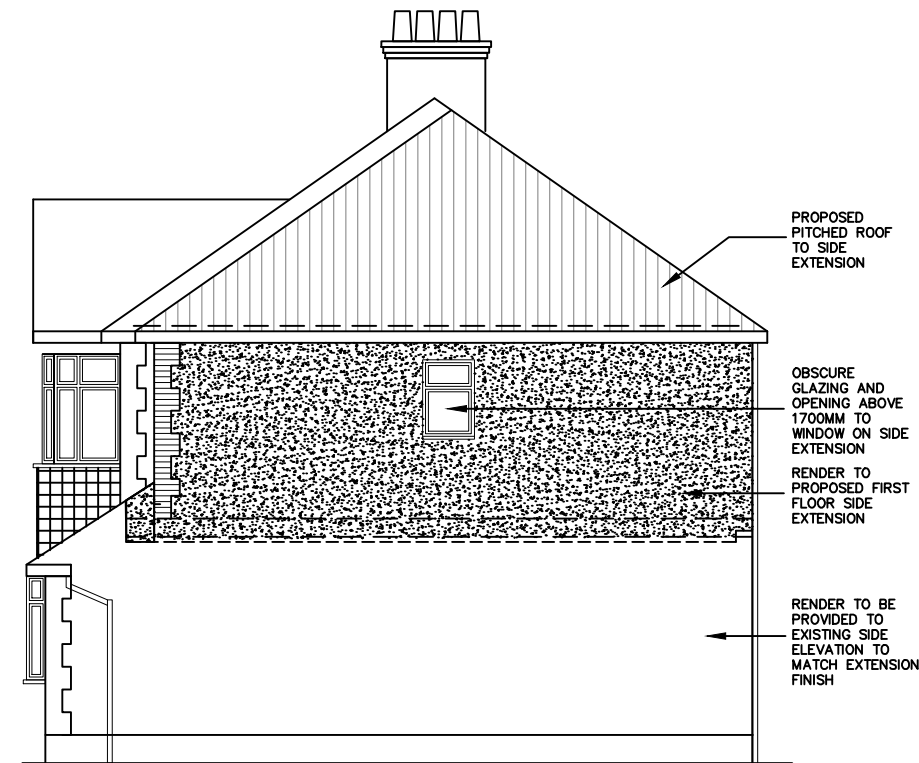 PROPOSED
PITCHED ROOF
TO SIDE
EXTENSION
OBSCURE
GLAZING AND
OPENING ABOVE
1700MM TO
WINDOW ON SIDE
EXTENSION
RENDER TO
PROPOSED FIRST
FLOOR SIDE
EXTENSION
RENDER TO BE
PROVIDED TO
EXISTING SIDE
ELEVATION TO
MATCH EXTENSION
FINISH